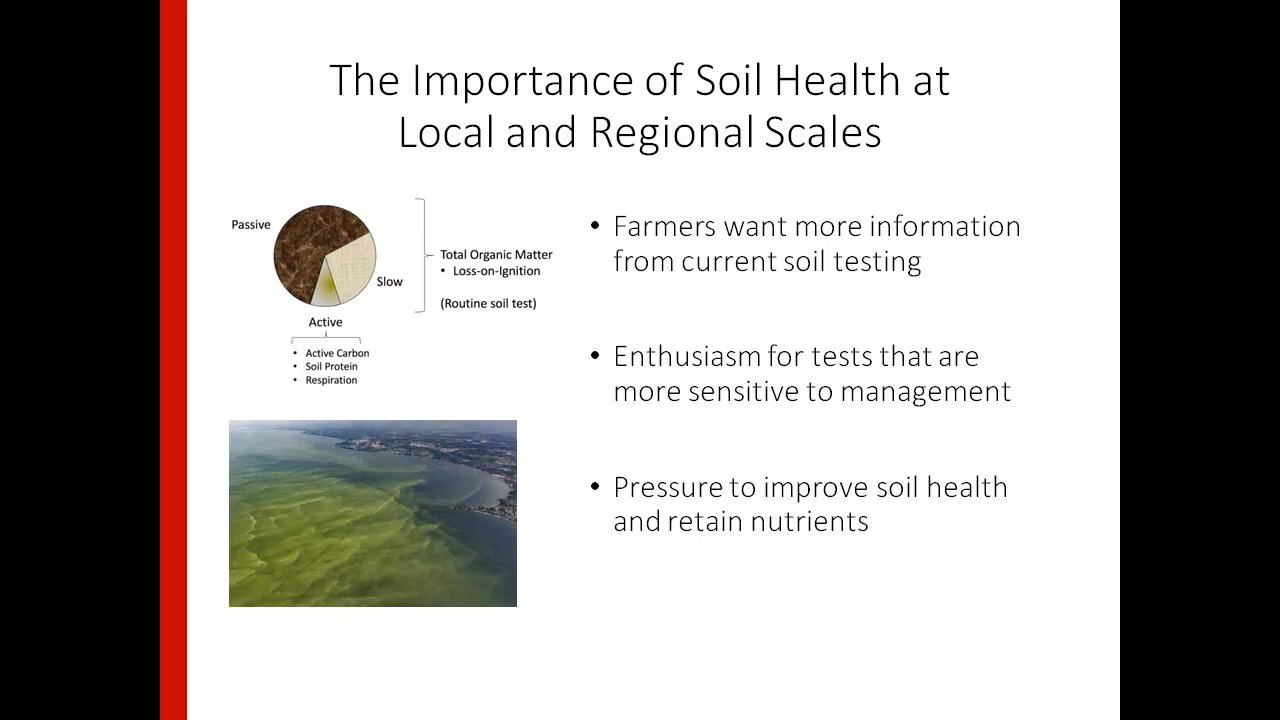 The Importance of Soil Health at
Local and Regional Scales
Passive
Slow
Active
• Active Carbon
• Soil Protein
• Respiration
Total Organic Matter
• Loss-on-Ignition
(Routine soil test)
• Farmers want more information
from current soil testing
• Enthusiasm for tests that are
more sensitive to management
• Pressure to improve soil health
and retain nutrients